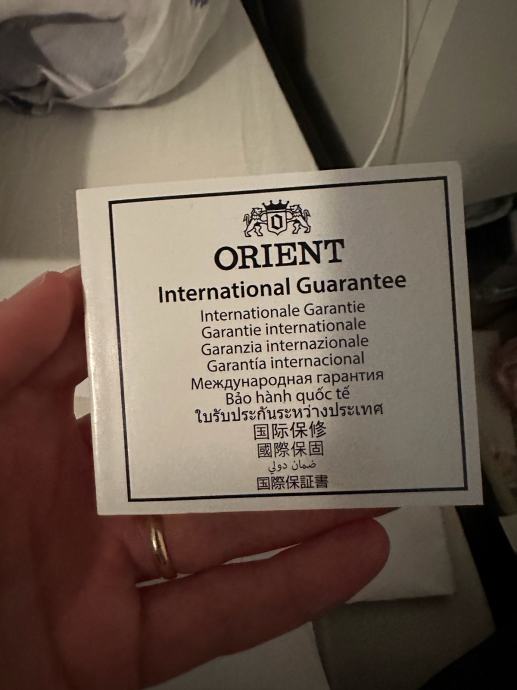 ORIENT
International Guarantee
Internationale Garantie
Garantie internationale
Garanzia internazionale
Garantía internacional
Международная гарантия
Bảo hành quốc tế
ใบรับประกันระหว่างประเทศ
国际保修
國際保固
ضمان دولي
国際保証書